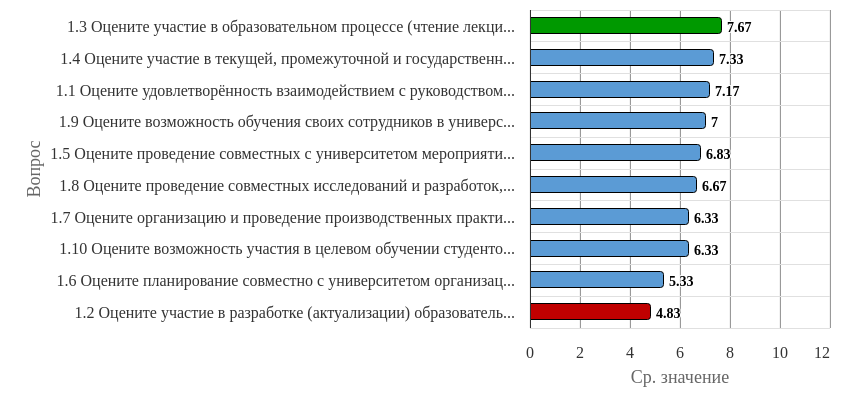 1.3 Оцените участие в образовательном процессе (чтение лекци... 7.67
1.4 Оцените участие в текущей, промежуточной и государственн... 7.33
1.1 Оцените удовлетворённость взаимодействием с руководством... 7.17
1.9 Оцените возможность обучения своих сотрудников в универс... 7
1.5 Оцените проведение совместных с университетом мероприяти... 6.83
1.8 Оцените проведение совместных исследований и разработок,... 6.67
1.7 Оцените организацию и проведение производственных практи... 6.33
1.10 Оцените возможность участия в целевом обучении студенто... 6.33
1.6 Оцените планирование совместно с университетом организац... 5.33
1.2 Оцените участие в разработке (актуализации) образователь... 4.83
Вопрос
0 2 4 6 8 10 12
Ср. значение